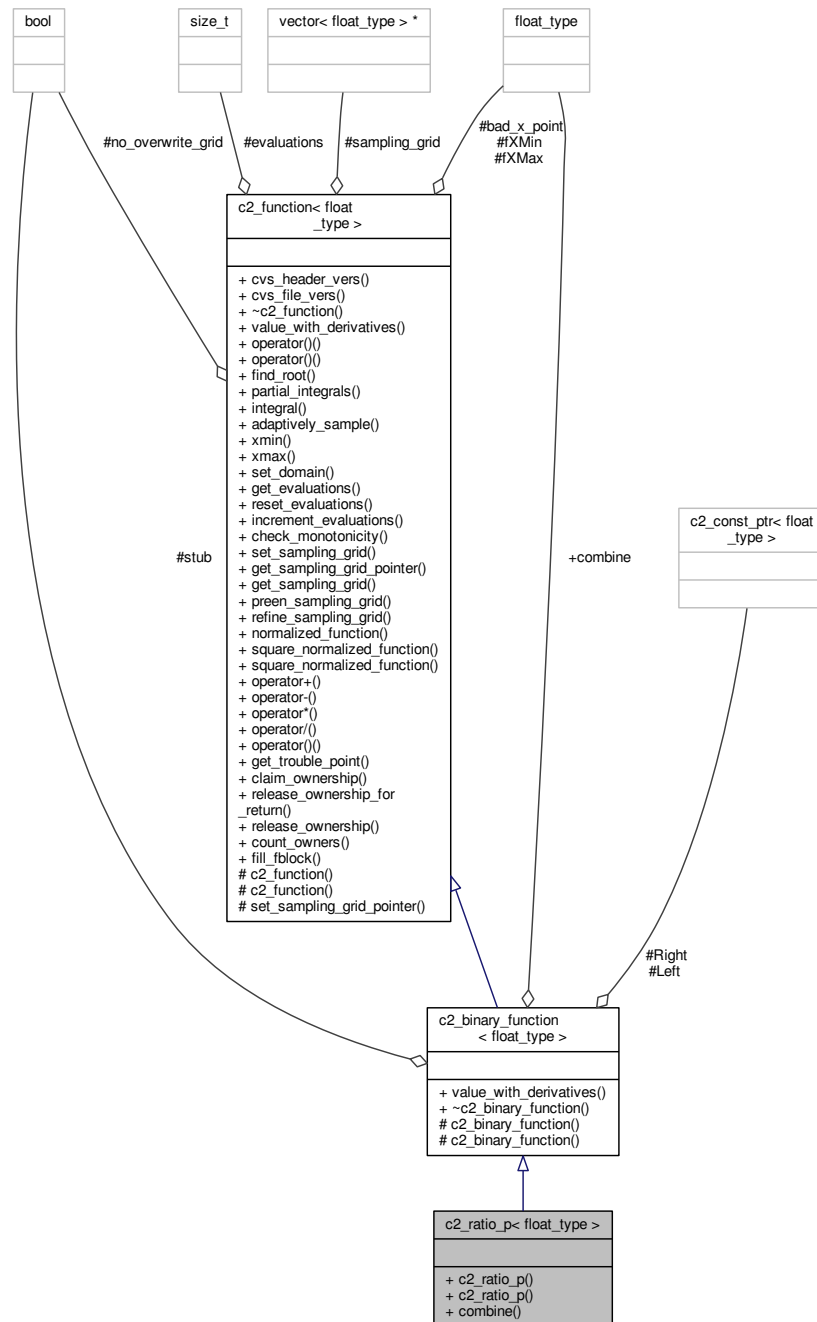 bool
size_t
vector< float_type > *
float_type
#no_overwrite_grid
#evaluations
#sampling_grid
#bad_x_point
#fXMin
#fXMax
c2_function< float
_type >
+ cvs_header_vers()
+ cvs_file_vers()
+ ~c2_function()
+ value_with_derivatives()
+ operator()()
+ operator()()
+ find_root()
+ partial_integrals()
+ integral()
+ adaptively_sample()
+ xmin()
+ xmax()
+ set_domain()
+ get_evaluations()
+ reset_evaluations()
+ increment_evaluations()
+ check_monotonicity()
+ set_sampling_grid()
+ get_sampling_grid_pointer()
+ get_sampling_grid()
+ preen_sampling_grid()
+ refine_sampling_grid()
+ normalized_function()
+ square_normalized_function()
+ square_normalized_function()
+ operator+()
+ operator-()
+ operator*()
+ operator/()
+ operator()()
+ get_trouble_point()
+ claim_ownership()
+ release_ownership_for
_return()
+ release_ownership()
+ count_owners()
+ fill_fblock()
# c2_function()
# c2_function()
# set_sampling_grid_pointer()
#stub
+combine
c2_const_ptr< float
_type >
#Right
#Left
c2_binary_function
< float_type >
+ value_with_derivatives()
+ ~c2_binary_function()
# c2_binary_function()
# c2_binary_function()
c2_ratio_p< float_type >
+ c2_ratio_p()
+ c2_ratio_p()
+ combine()